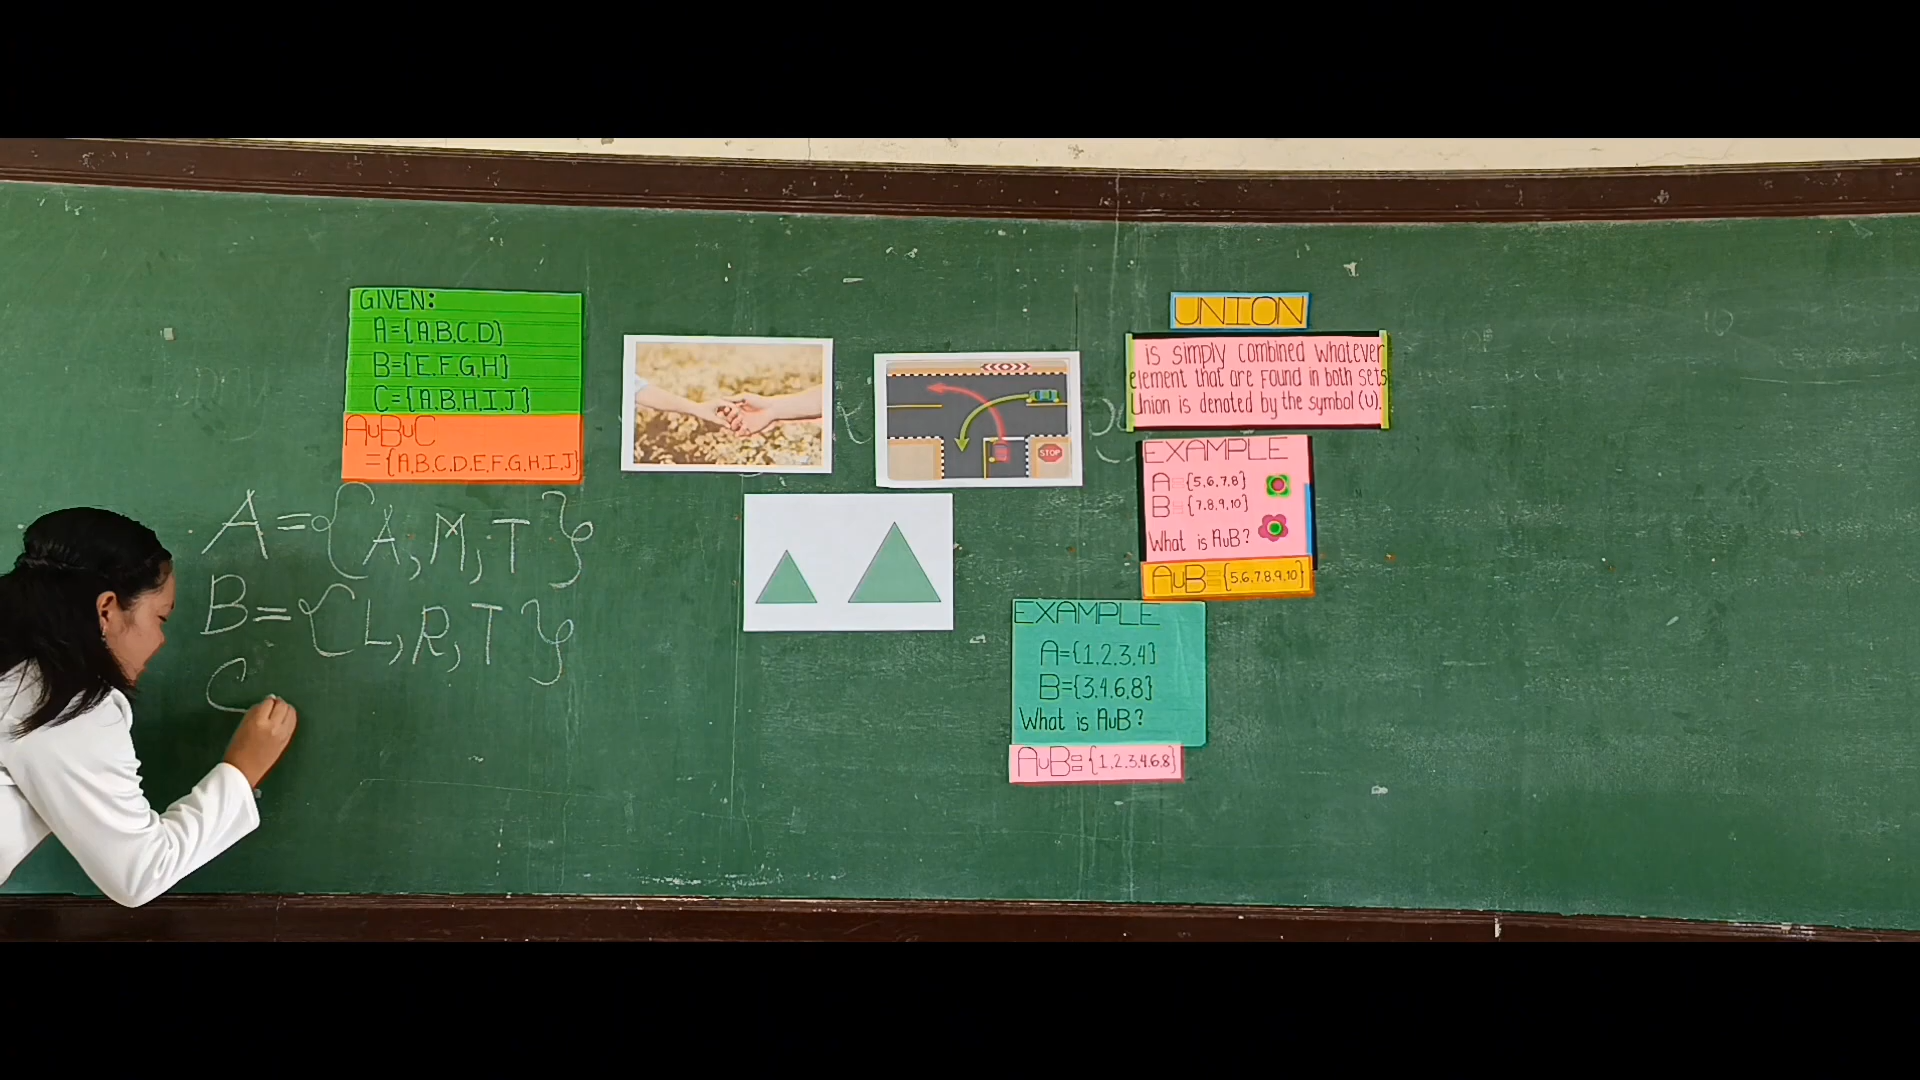 GIVEN:
A={A,B,C,D}
B={E,F,G,H}
C={A,B,H,I,J}
A∪B∪C
={A,B,C,D,E,F,G,H,I,J}
A={A,M,T}
B={L,R,T}
C
STOP
UNION
is simply combined whatever
element that are found in both sets
Union is denoted by the symbol (∪).
EXAMPLE
A={5,6,7,8}
B={7,8,9,10}
What is A∪B?
A∪B={5,6,7,8,9,10}
EXAMPLE
A={1,2,3,4}
B={3,4,6,8}
What is A∪B?
A∪B={1,2,3,4,6,8}